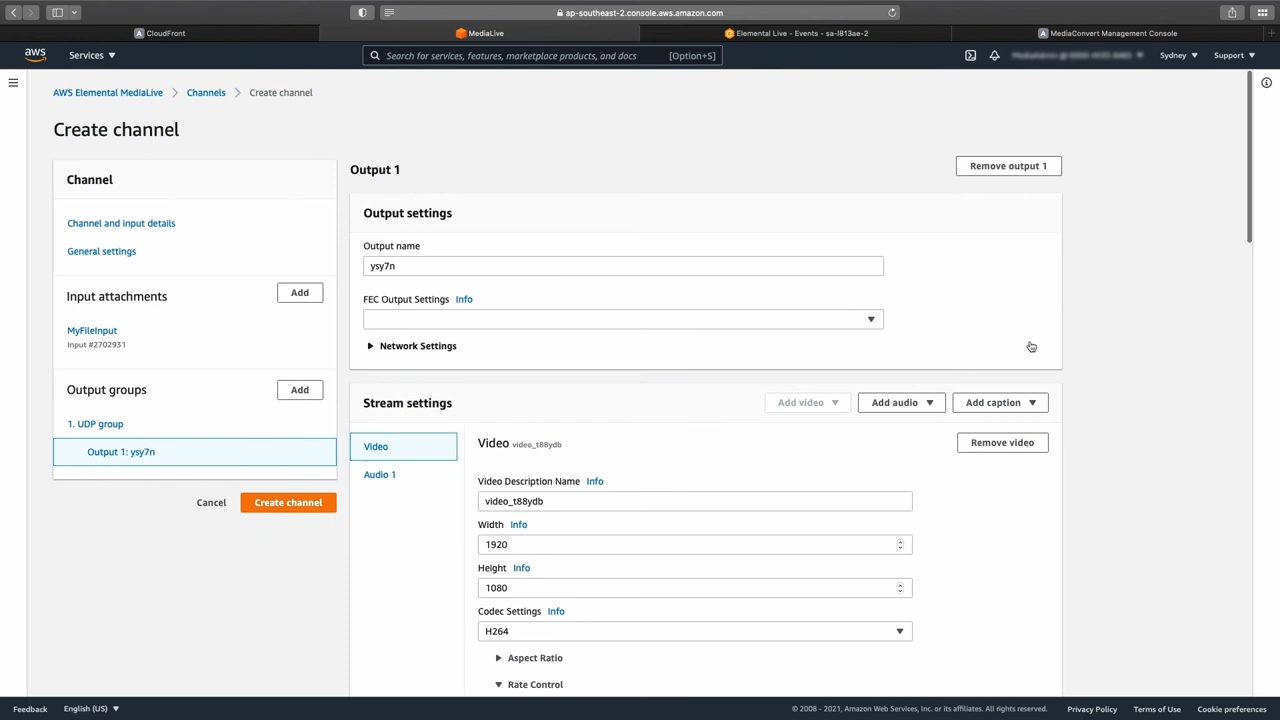 ap-southeast-2.console.aws.amazon.com
CloudFront
MediaLive
Elemental Live - Events - sa-l813ae-2
MediaConvert Management Console
aws
Services
Search for services, features, marketplace products, and docs
[Option+S]
Sydney
Support
AWS Elemental MediaLive
Channels
Create channel
Create channel
Channel
Channel and input details
General settings
Input attachments
Add
MyFileInput
Input #2702931
Output groups
Add
1. UDP group
Output 1: ysy7n
Cancel
Create channel
Output 1
Remove output 1
Output settings
Output name
ysy7n
FEC Output Settings Info
Network Settings
Stream settings
Add video
Add audio
Add caption
Video
Audio 1
Video video_t88ydb
Remove video
Video Description Name Info
video_t88ydb
Width Info
1920
Height Info
1080
Codec Settings Info
H264
Aspect Ratio
Rate Control
Feedback
English (US)
© 2008 - 2021, Amazon Web Services, Inc. or its affiliates. All rights reserved.
Privacy Policy
Terms of Use
Cookie preferences